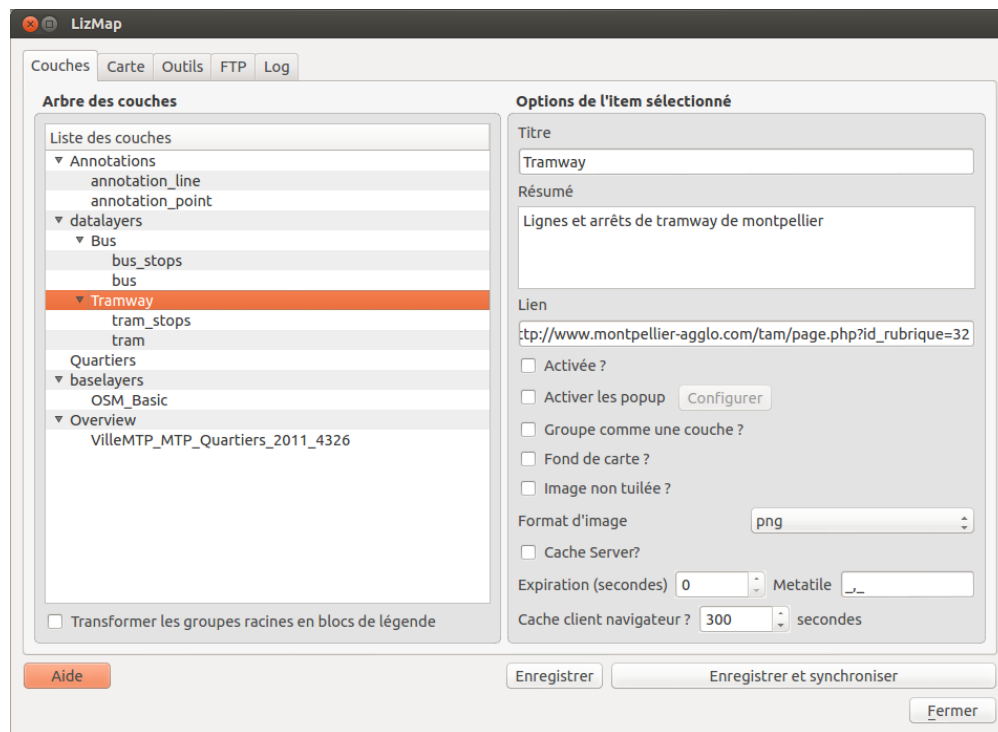 LizMap
Couches Carte Outils FTP Log
Arbre des couches
Liste des couches
Annotations
annotation_line
annotation_point
datalayers
Bus
bus_stops
bus
Tramway
tram_stops
tram
Quartiers
baselayers
OSM_Basic
Overview
VilleMTP_MTP_Quartiers_2011_4326
Transformer les groupes racines en blocs de légende
Options de l'item sélectionné
Titre
Tramway
Résumé
Lignes et arrêts de tramway de montpellier
Lien
ttp://www.montpellier-agglo.com/tam/page.php?id_rubrique=32
Activée ?
Activer les popup Configurer
Groupe comme une couche ?
Fond de carte ?
Image non tuilée ?
Format d'image png
Cache Server?
Expiration (secondes) 0 Metatile _,_
Cache client navigateur ? 300 secondes
Aide Enregistrer Enregistrer et synchroniser
Fermer